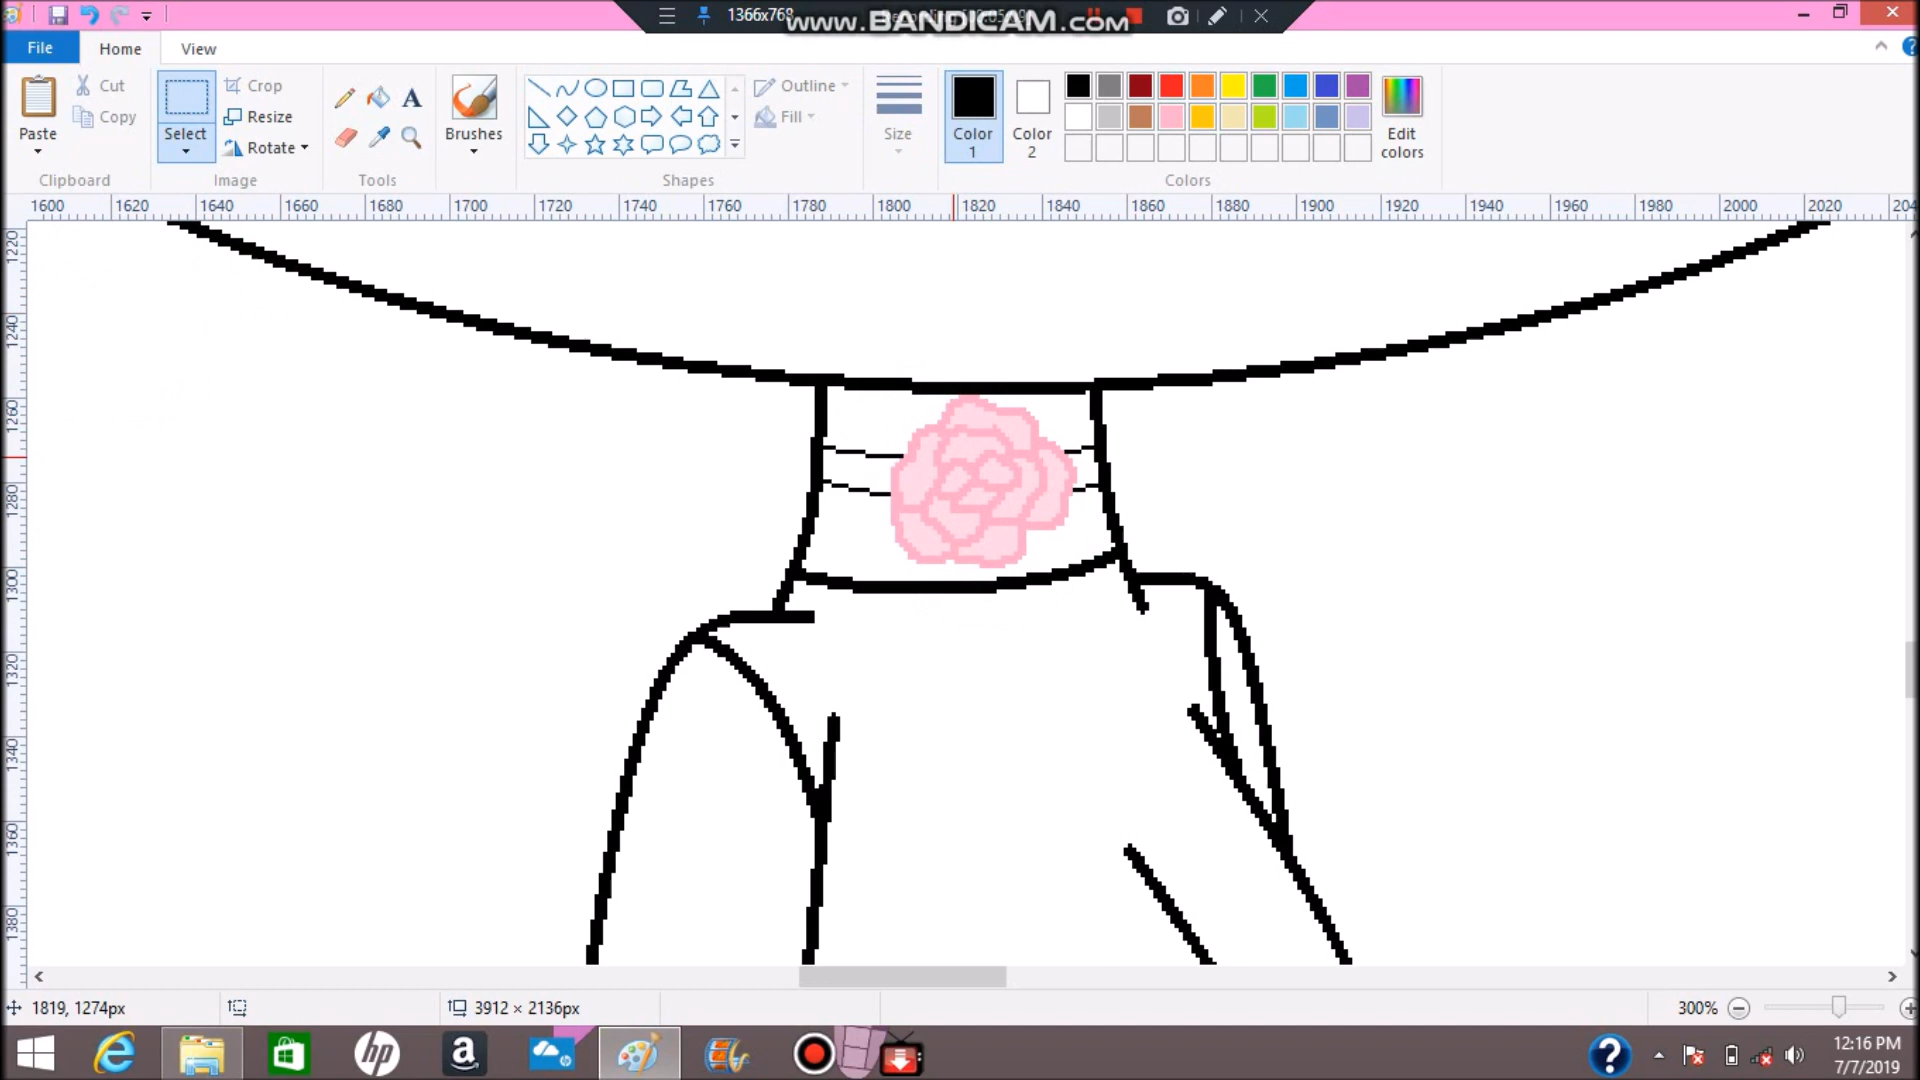 1366x768
www.BANDICAM.com
File Home View
Cut
Copy
Paste
Crop
Resize
Rotate
Select
Brushes
Outline
Fill
Size
Color 1
Color 2
Edit colors
Clipboard Image Tools Shapes Colors
1600 1620 1640 1660 1680 1700 1720 1740 1760 1780 1800 1820 1840 1860 1880 1900 1920 1940 1960 1980 2000 2020
1220
1240
1260
1280
1300
1320
1340
1360
1380
1819, 1274px
3912 × 2136px
300%
12:16 PM
7/7/2019